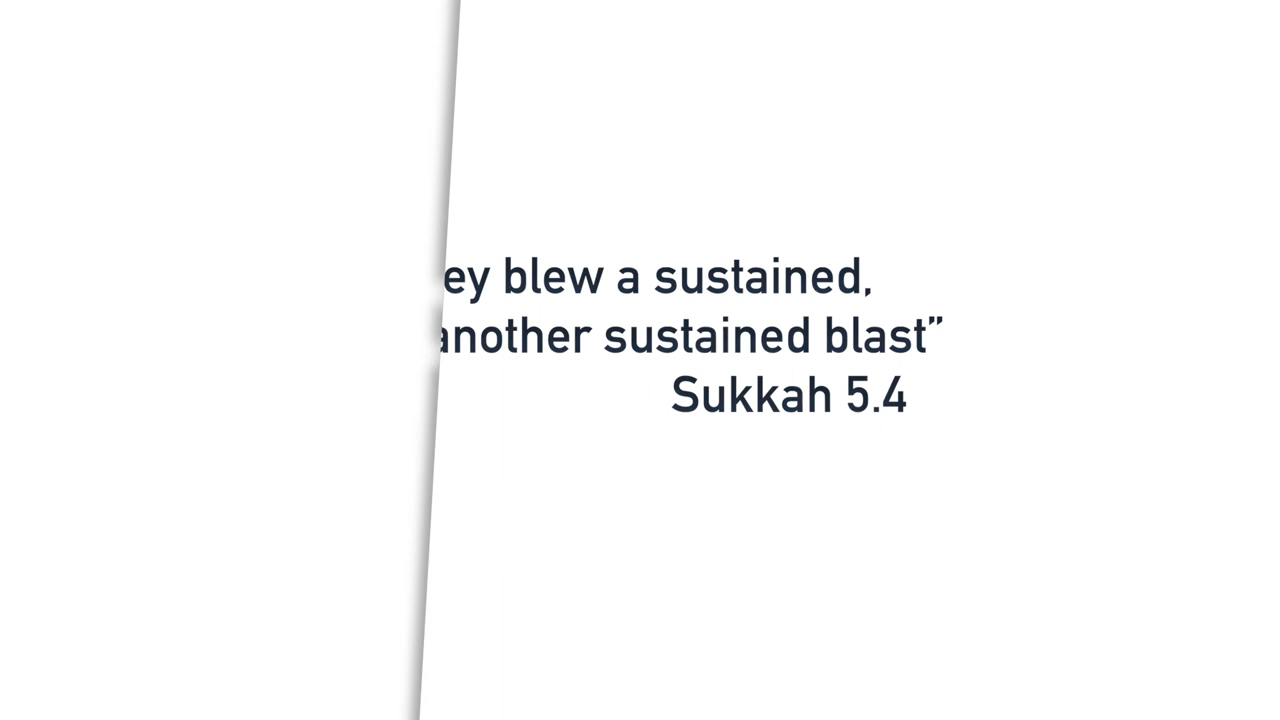 ey blew a sustained,
another sustained blast”
Sukkah 5.4